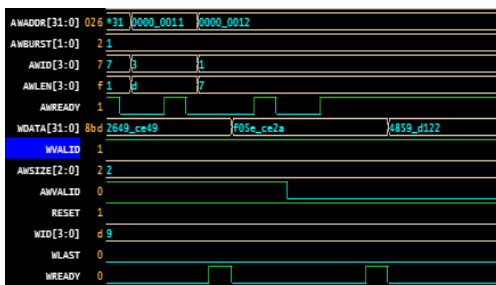 AWADDR[31:0] 026 *31 0000_0011 0000_0012
AWBURST[1:0] 2 1
AWID[3:0] 7 7 3 1
AWLEN[3:0] f 1 d 7
AWREADY 1
WDATA[31:0] 8bd 2649_ce49 f05e_ce2a 4859_d122
WVALID 1
AWSIZE[2:0] 2 2
AWVALID 0
RESET 1
WID[3:0] d 9
WLAST 0
WREADY 0